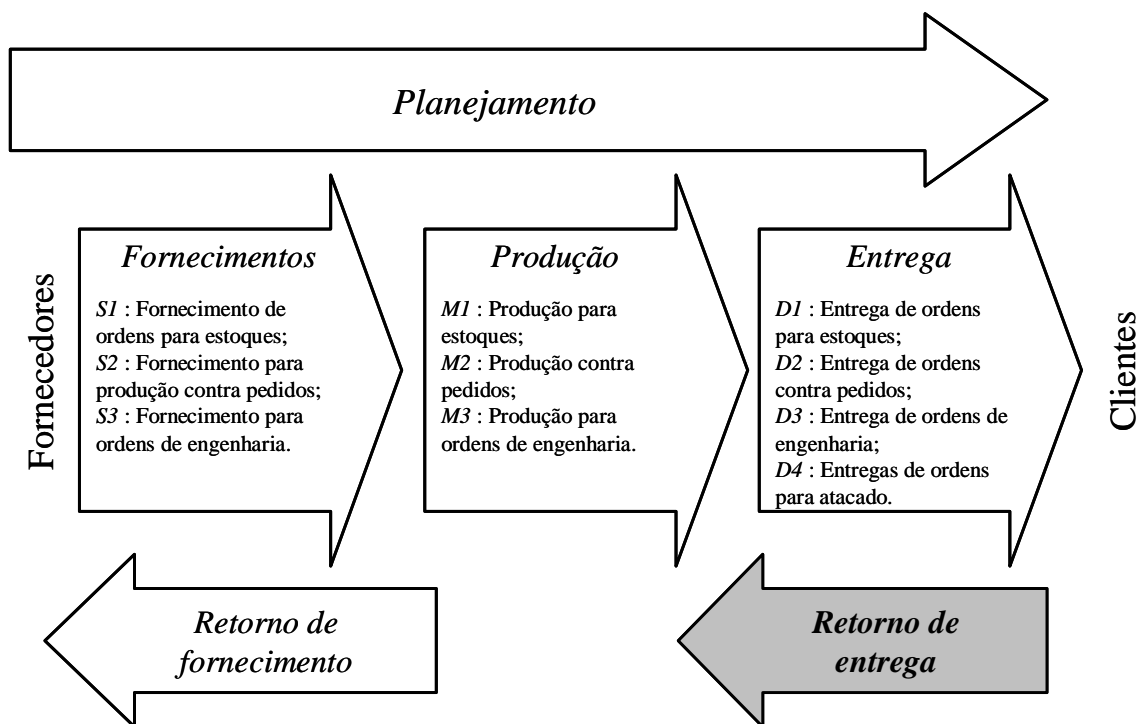 Planejamento
Fornecedores
Fornecimentos
S1 : Fornecimento de
ordens para estoques;
S2 : Fornecimento para
produção contra pedidos;
S3 : Fornecimento para
ordens de engenharia.
Produção
M1 : Produção para
estoques;
M2 : Produção contra
pedidos;
M3 : Produção para
ordens de engenharia.
Entrega
D1 : Entrega de ordens
para estoques;
D2 : Entrega de ordens
contra pedidos;
D3 : Entrega de ordens de
engenharia;
D4 : Entregas de ordens
para atacado.
Clientes
Retorno de
fornecimento
Retorno de
entrega